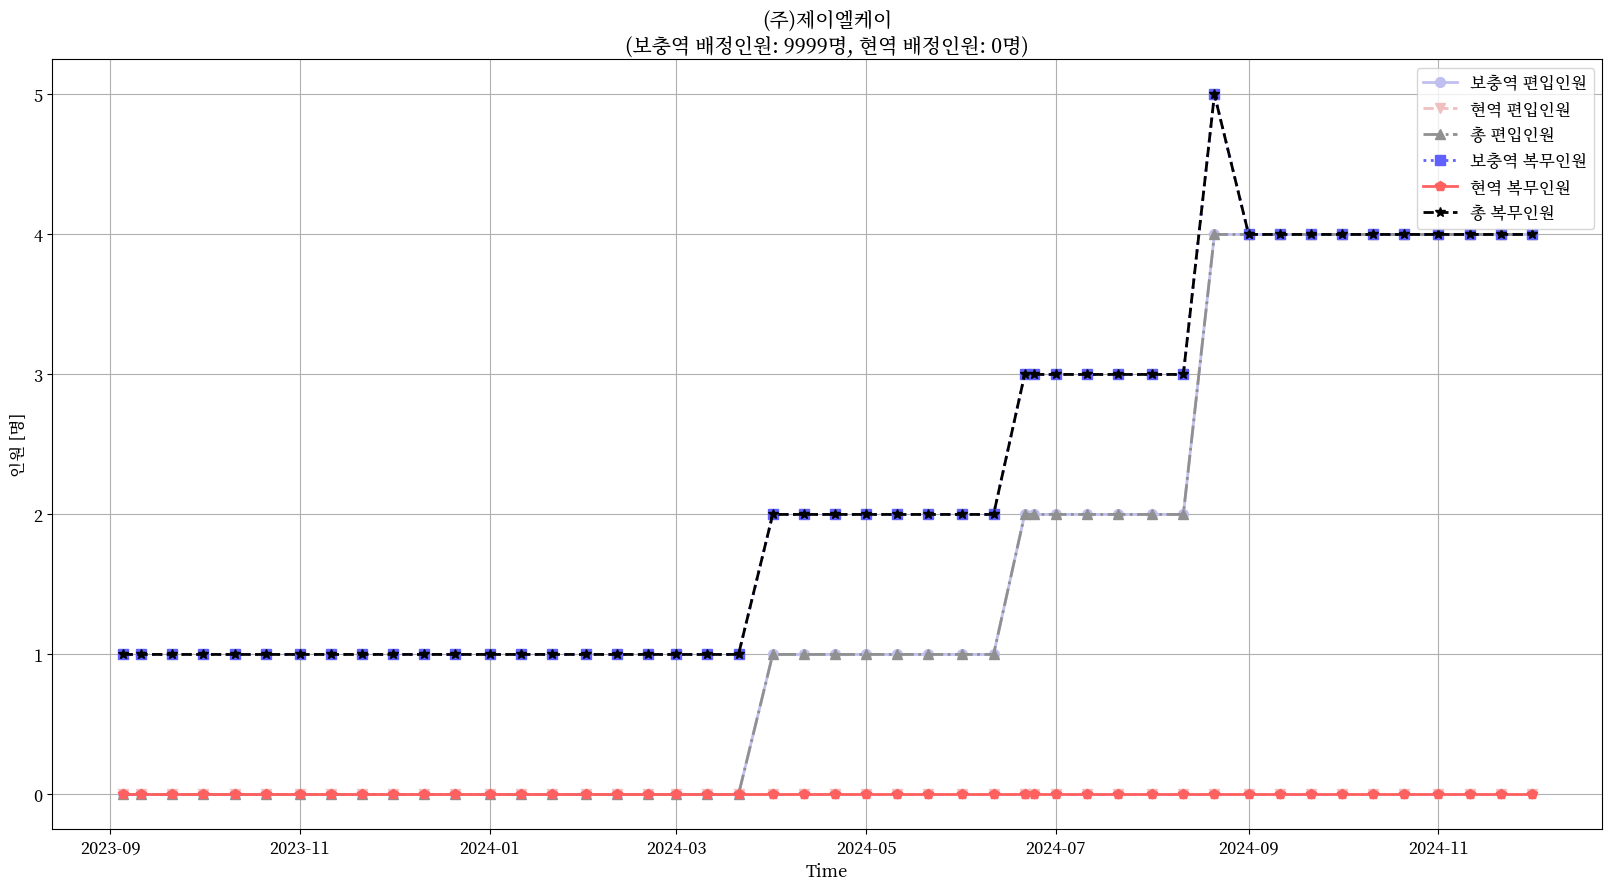 (주)제이엘케이
(보충역 배정인원: 9999명, 현역 배정인원: 0명)
보충역 편입인원
현역 편입인원
총 편입인원
보충역 복무인원
현역 복무인원
총 복무인원
인원 [명]
5
4
3
2
1
0
2023-09
2023-11
2024-01
2024-03
2024-05
2024-07
2024-09
2024-11
Time